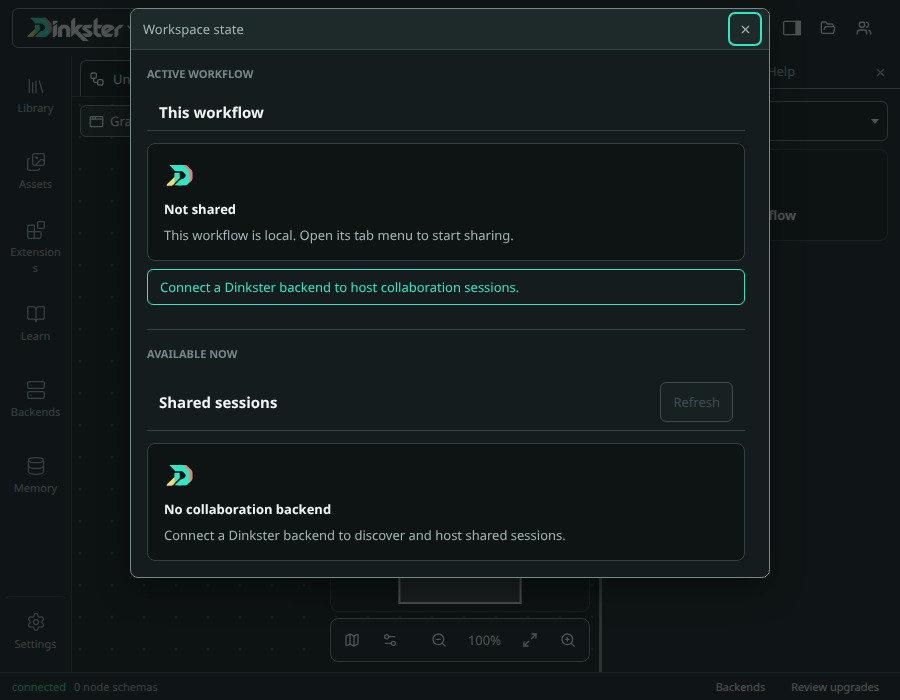 Dinkster
Workspace state
Help
Library
Un
ACTIVE WORKFLOW
This workflow
Gra
Assets
Not shared
This workflow is local. Open its tab menu to start sharing.
flow
Extension
s
Connect a Dinkster backend to host collaboration sessions.
Learn
AVAILABLE NOW
Shared sessions
Refresh
Backends
Memory
No collaboration backend
Connect a Dinkster backend to discover and host shared sessions.
Settings
100%
connected 0 node schemas
Backends Review upgrades